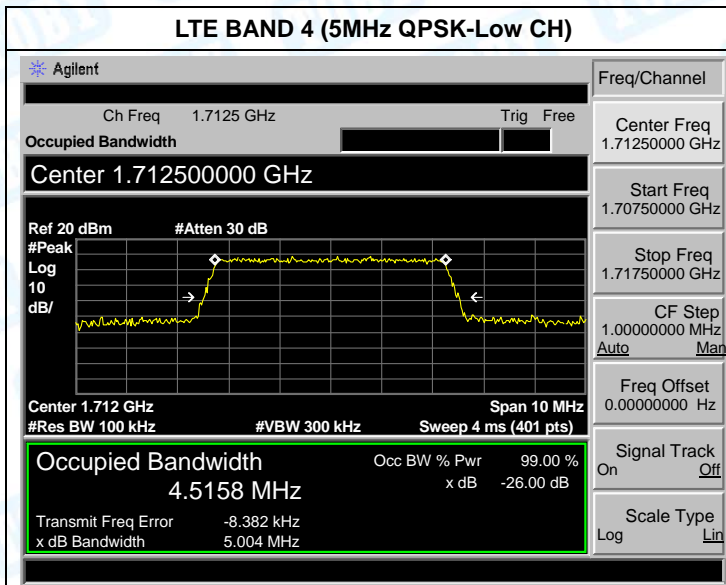 LTE BAND 4 (5MHz QPSK-Low CH)
Agilent
Freq/Channel
Ch Freq 1.7125 GHz Trig Free
Occupied Bandwidth
Center 1.712500000 GHz
Center Freq
1.71250000 GHz
Start Freq
1.70750000 GHz
Stop Freq
1.71750000 GHz
CF Step
1.00000000 MHz
Auto Man
Freq Offset
0.00000000 Hz
Signal Track
On Off
Scale Type
Log Lin
Ref 20 dBm #Atten 30 dB
#Peak
Log
10
dB/
Center 1.712 GHz Span 10 MHz
#Res BW 100 kHz #VBW 300 kHz Sweep 4 ms (401 pts)
Occupied Bandwidth Occ BW % Pwr 99.00 %
4.5158 MHz x dB -26.00 dB
Transmit Freq Error -8.382 kHz
x dB Bandwidth 5.004 MHz